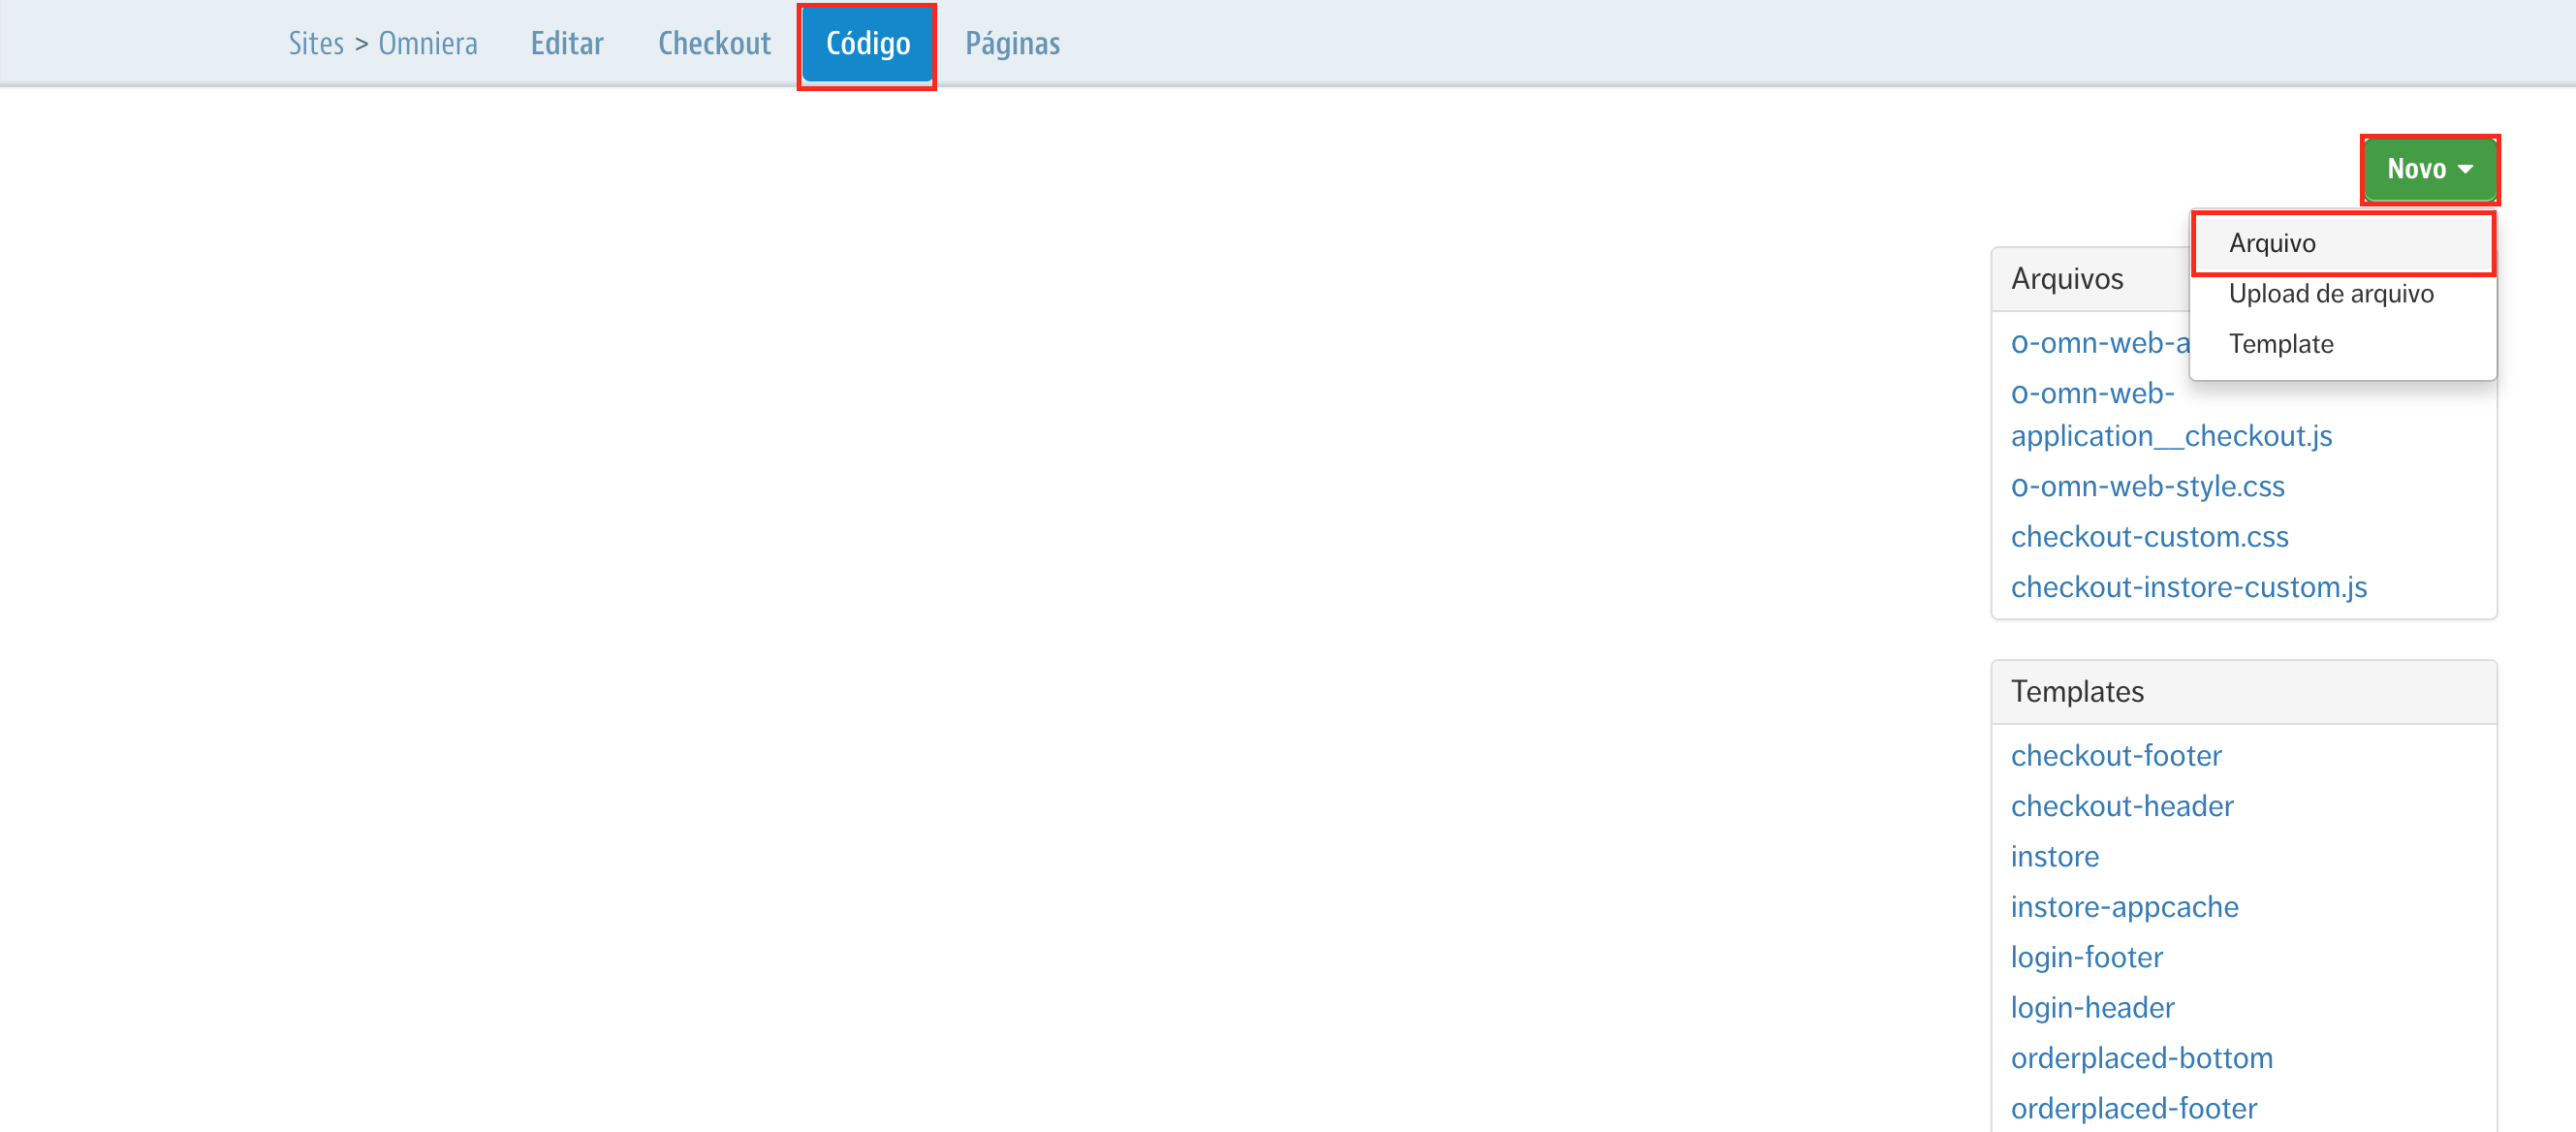 Sites > Omniera Editar Checkout Código Páginas
Novo
Arquivo
Upload de arquivo
Template
Arquivos
o-omn-web-a
o-omn-web-
application__checkout.js
o-omn-web-style.css
checkout-custom.css
checkout-instore-custom.js
Templates
checkout-footer
checkout-header
instore
instore-appcache
login-footer
login-header
orderplaced-bottom
orderplaced-footer